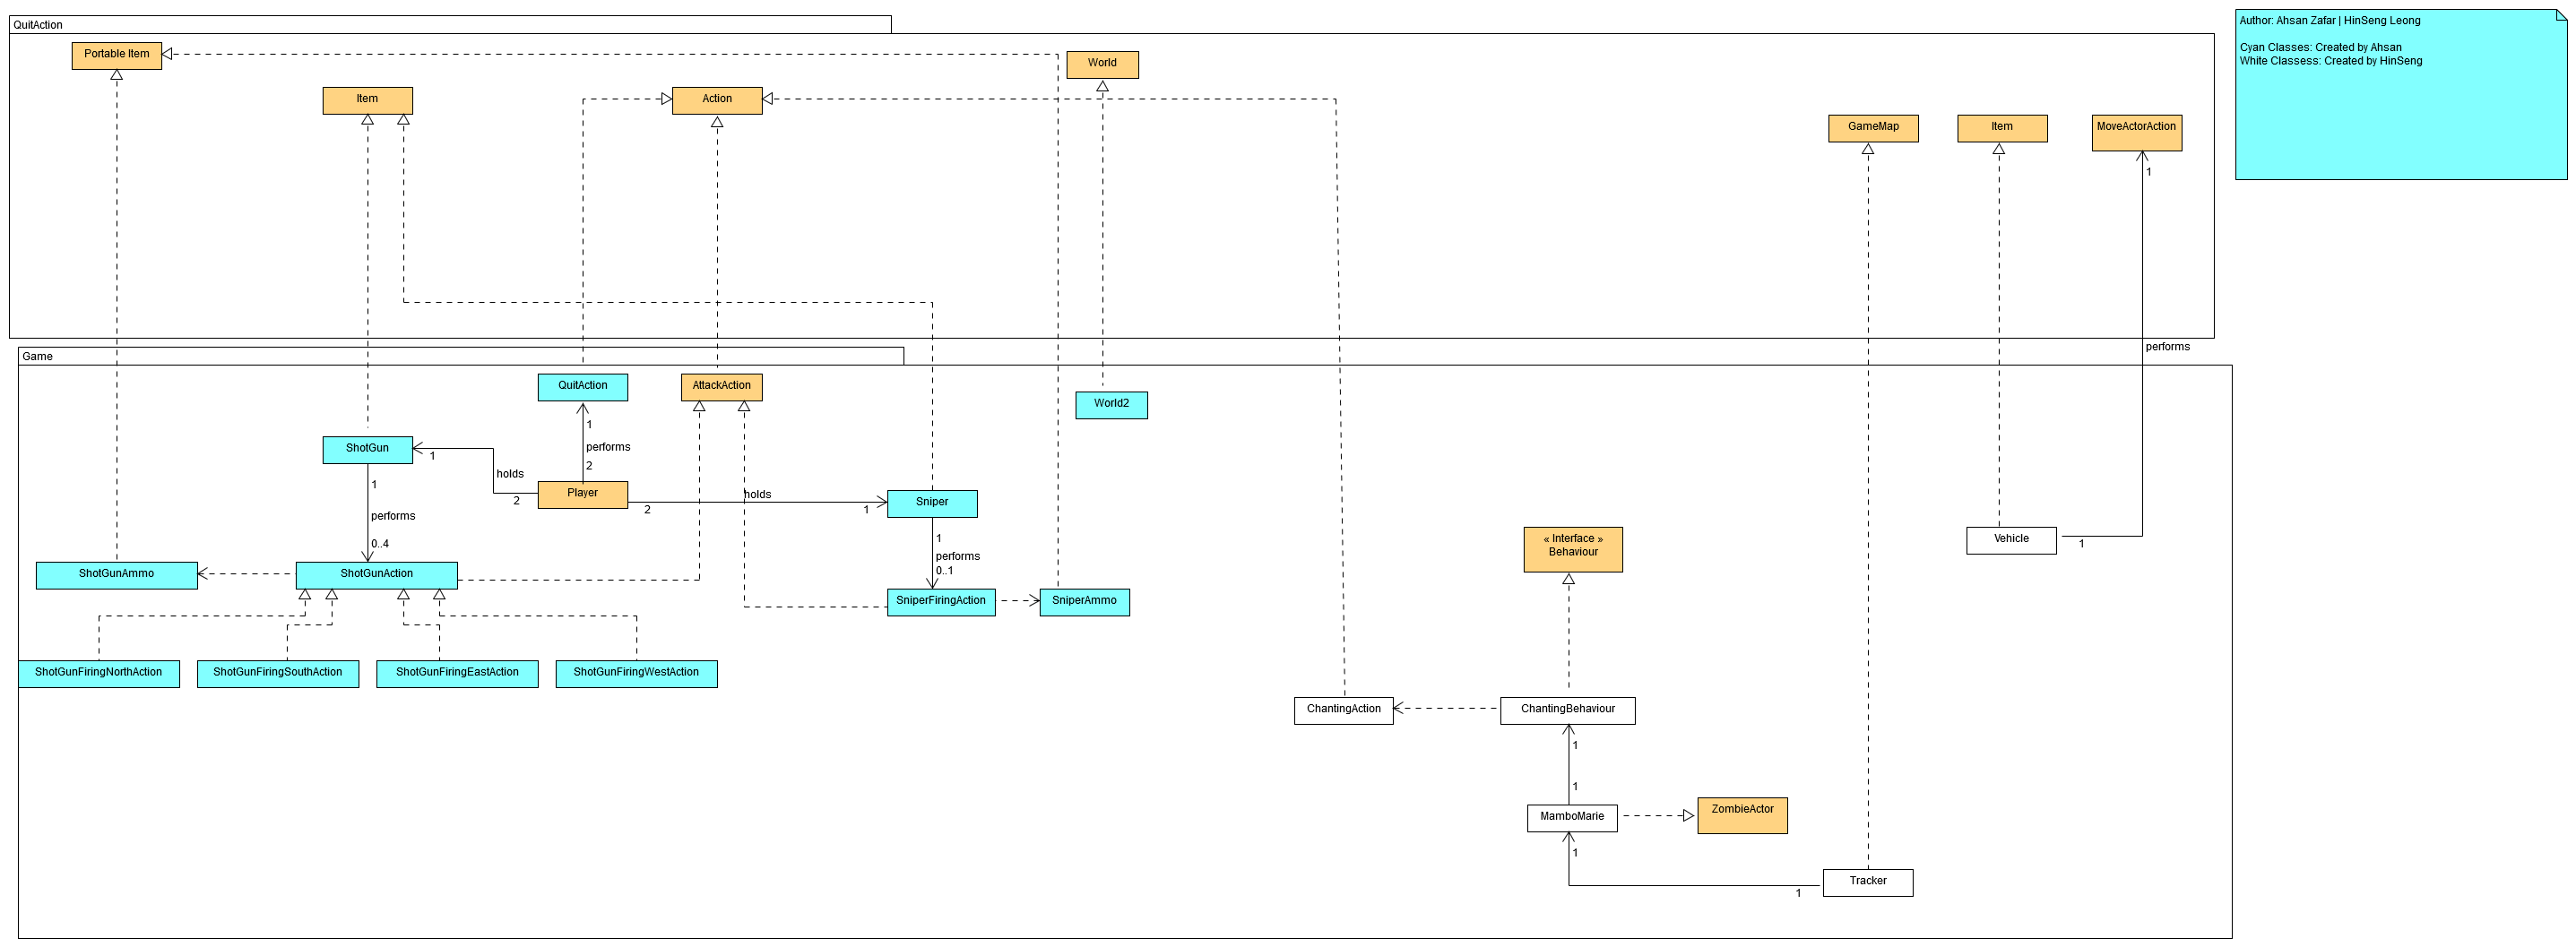 QuitAction
Author: Ahsan Zafar | HinSeng Leong
Cyan Classes: Created by Ahsan
White Classess: Created by HinSeng
Portable Item
World
Item
Action
GameMap
Item
MoveActorAction
1
performs
Game
QuitAction
AttackAction
World2
1
performs
2
ShotGun
1
holds
2
Player
2
holds
1
Sniper
1
performs
0..4
1
performs
0..1
« Interface »
Behaviour
Vehicle
1
ShotGunAmmo
ShotGunAction
SniperFiringAction
SniperAmmo
ShotGunFiringNorthAction
ShotGunFiringSouthAction
ShotGunFiringEastAction
ShotGunFiringWestAction
ChantingAction
ChantingBehaviour
1
1
MamboMarie
ZombieActor
1
1
Tracker